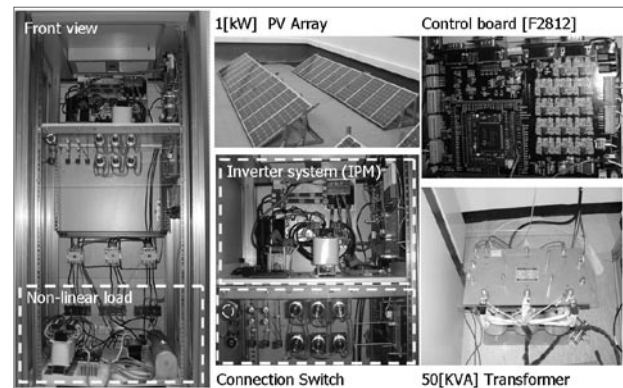 Front view
1[kW] PV Array
Control board [F2812]
Inverter system (IPM)
Non-linear load
Connection Switch
50[KVA] Transformer